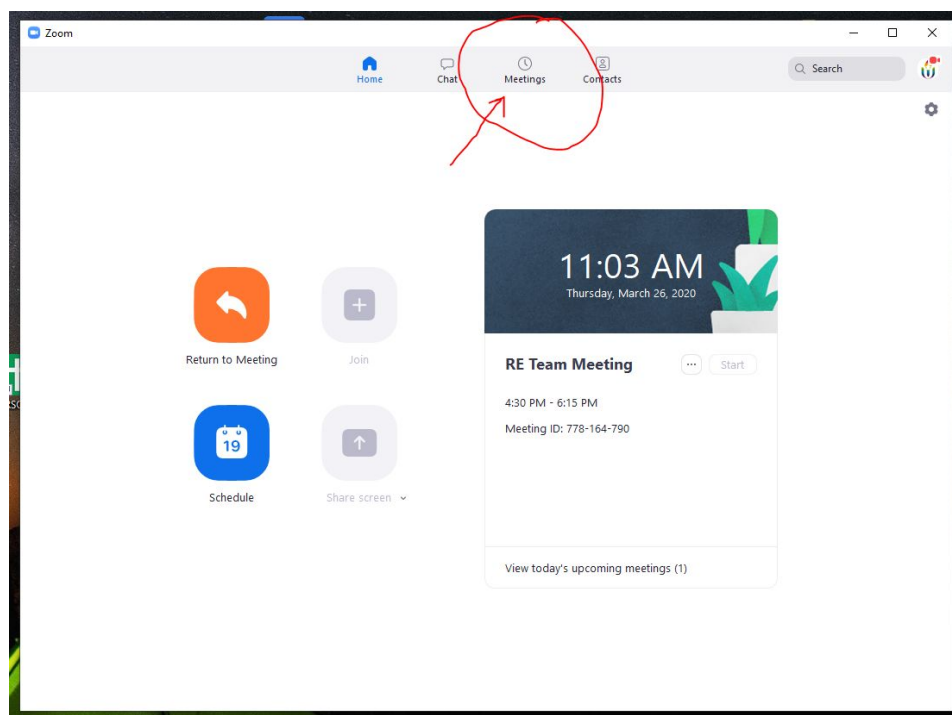 Zoom
Home Chat Meetings Contacts
Search
11:03 AM
Thursday, March 26, 2020
Return to Meeting Join
RE Team Meeting ... Start
4:30 PM - 6:15 PM
Meeting ID: 778-164-790
19
Schedule Share screen
View today's upcoming meetings (1)